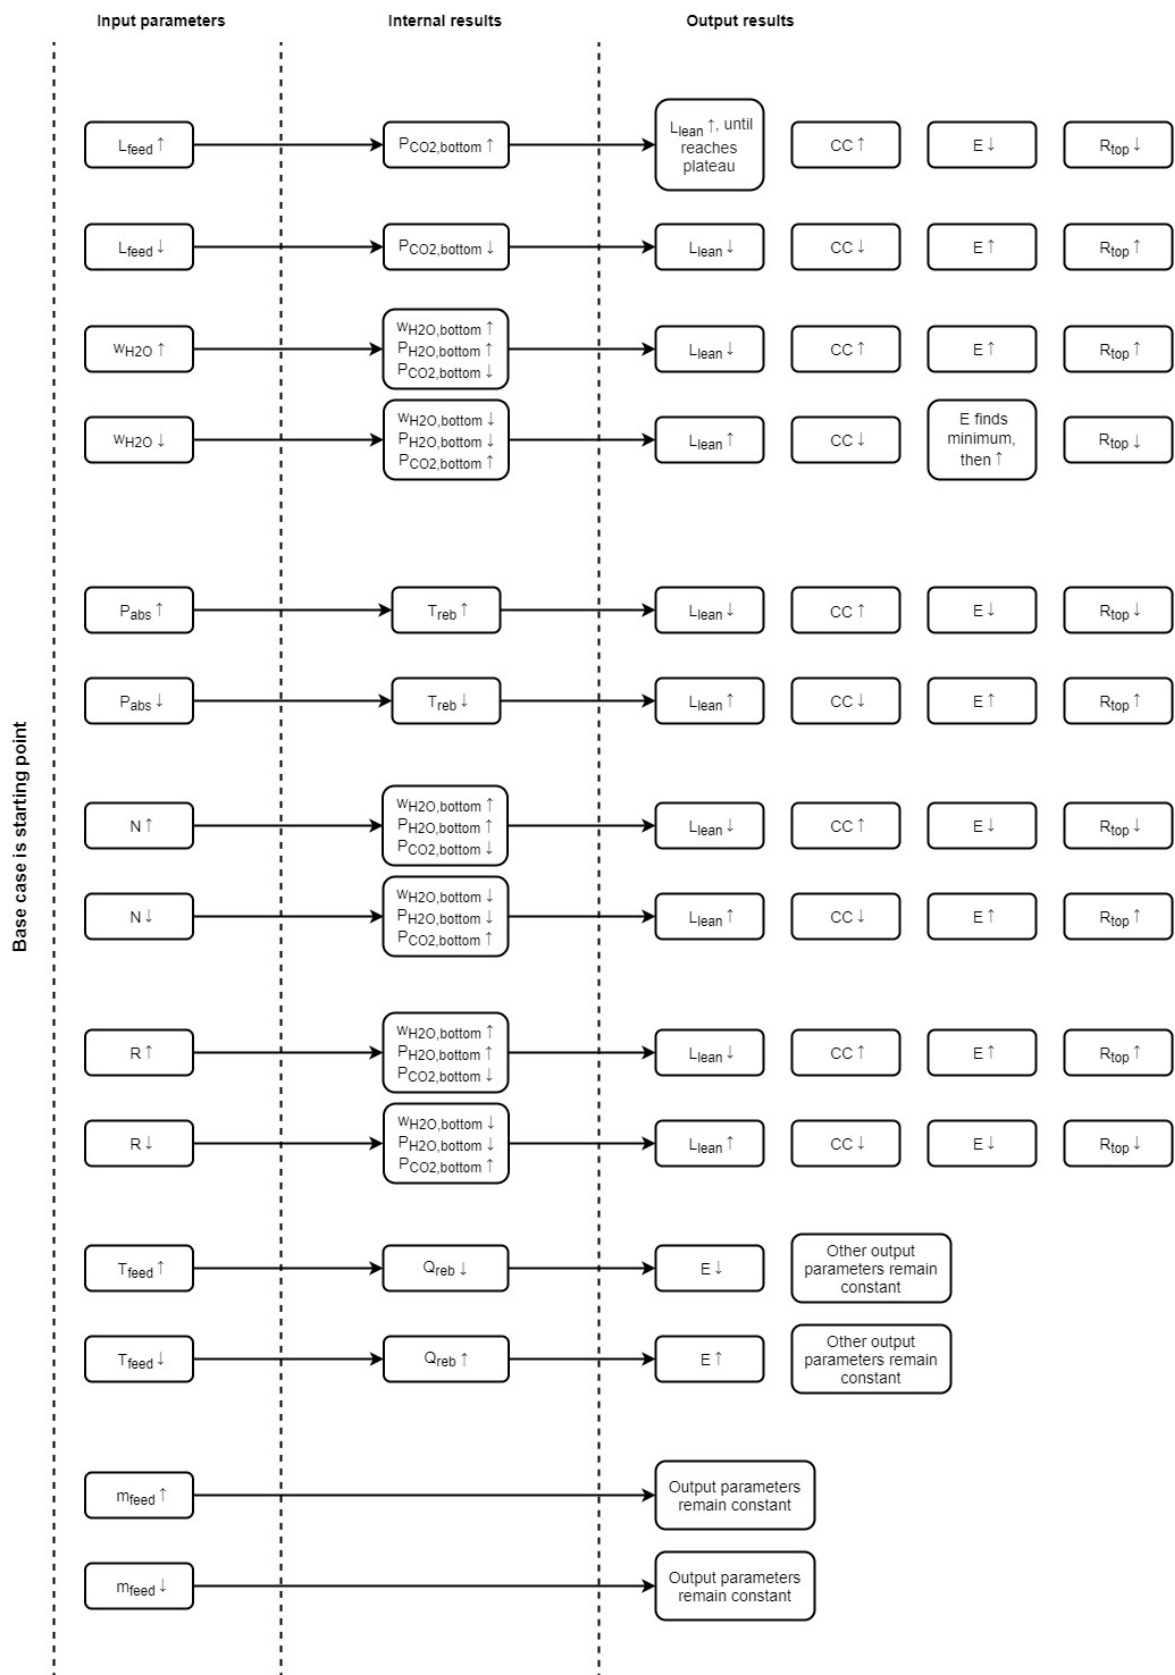 Input parameters Internal results Output results
Base case is starting point
Lfeed ↑ PCO2,bottom ↑ Llean ↑, until CC ↑ E ↓ Rtop ↓
reaches
plateau
Lfeed ↓ PCO2,bottom ↓ Llean ↓ CC ↓ E ↑ Rtop ↑
wH2O ↑ wH2O,bottom ↑ Llean ↓ CC ↑ E ↑ Rtop ↑
PH2O,bottom ↑
PCO2,bottom ↓
wH2O ↓ wH2O,bottom ↓ Llean ↑ CC ↓ E finds Rtop ↓
PH2O,bottom ↓ minimum,
PCO2,bottom ↑ then ↑
Pabs ↑ Treb ↑ Llean ↓ CC ↑ E ↓ Rtop ↓
Pabs ↓ Treb ↓ Llean ↑ CC ↓ E ↑ Rtop ↑
N ↑ wH2O,bottom ↑ Llean ↓ CC ↑ E ↓ Rtop ↓
PH2O,bottom ↑
PCO2,bottom ↓
N ↓ wH2O,bottom ↓ Llean ↑ CC ↓ E ↑ Rtop ↑
PH2O,bottom ↓
PCO2,bottom ↑
R ↑ wH2O,bottom ↑ Llean ↓ CC ↑ E ↑ Rtop ↑
PH2O,bottom ↑
PCO2,bottom ↓
R ↓ wH2O,bottom ↓ Llean ↑ CC ↓ E ↓ Rtop ↓
PH2O,bottom ↓
PCO2,bottom ↑
Tfeed ↑ Qreb ↓ E ↓ Other output
parameters remain
constant
Tfeed ↓ Qreb ↑ E ↑ Other output
parameters remain
constant
mfeed ↑ Output parameters
remain constant
mfeed ↓ Output parameters
remain constant